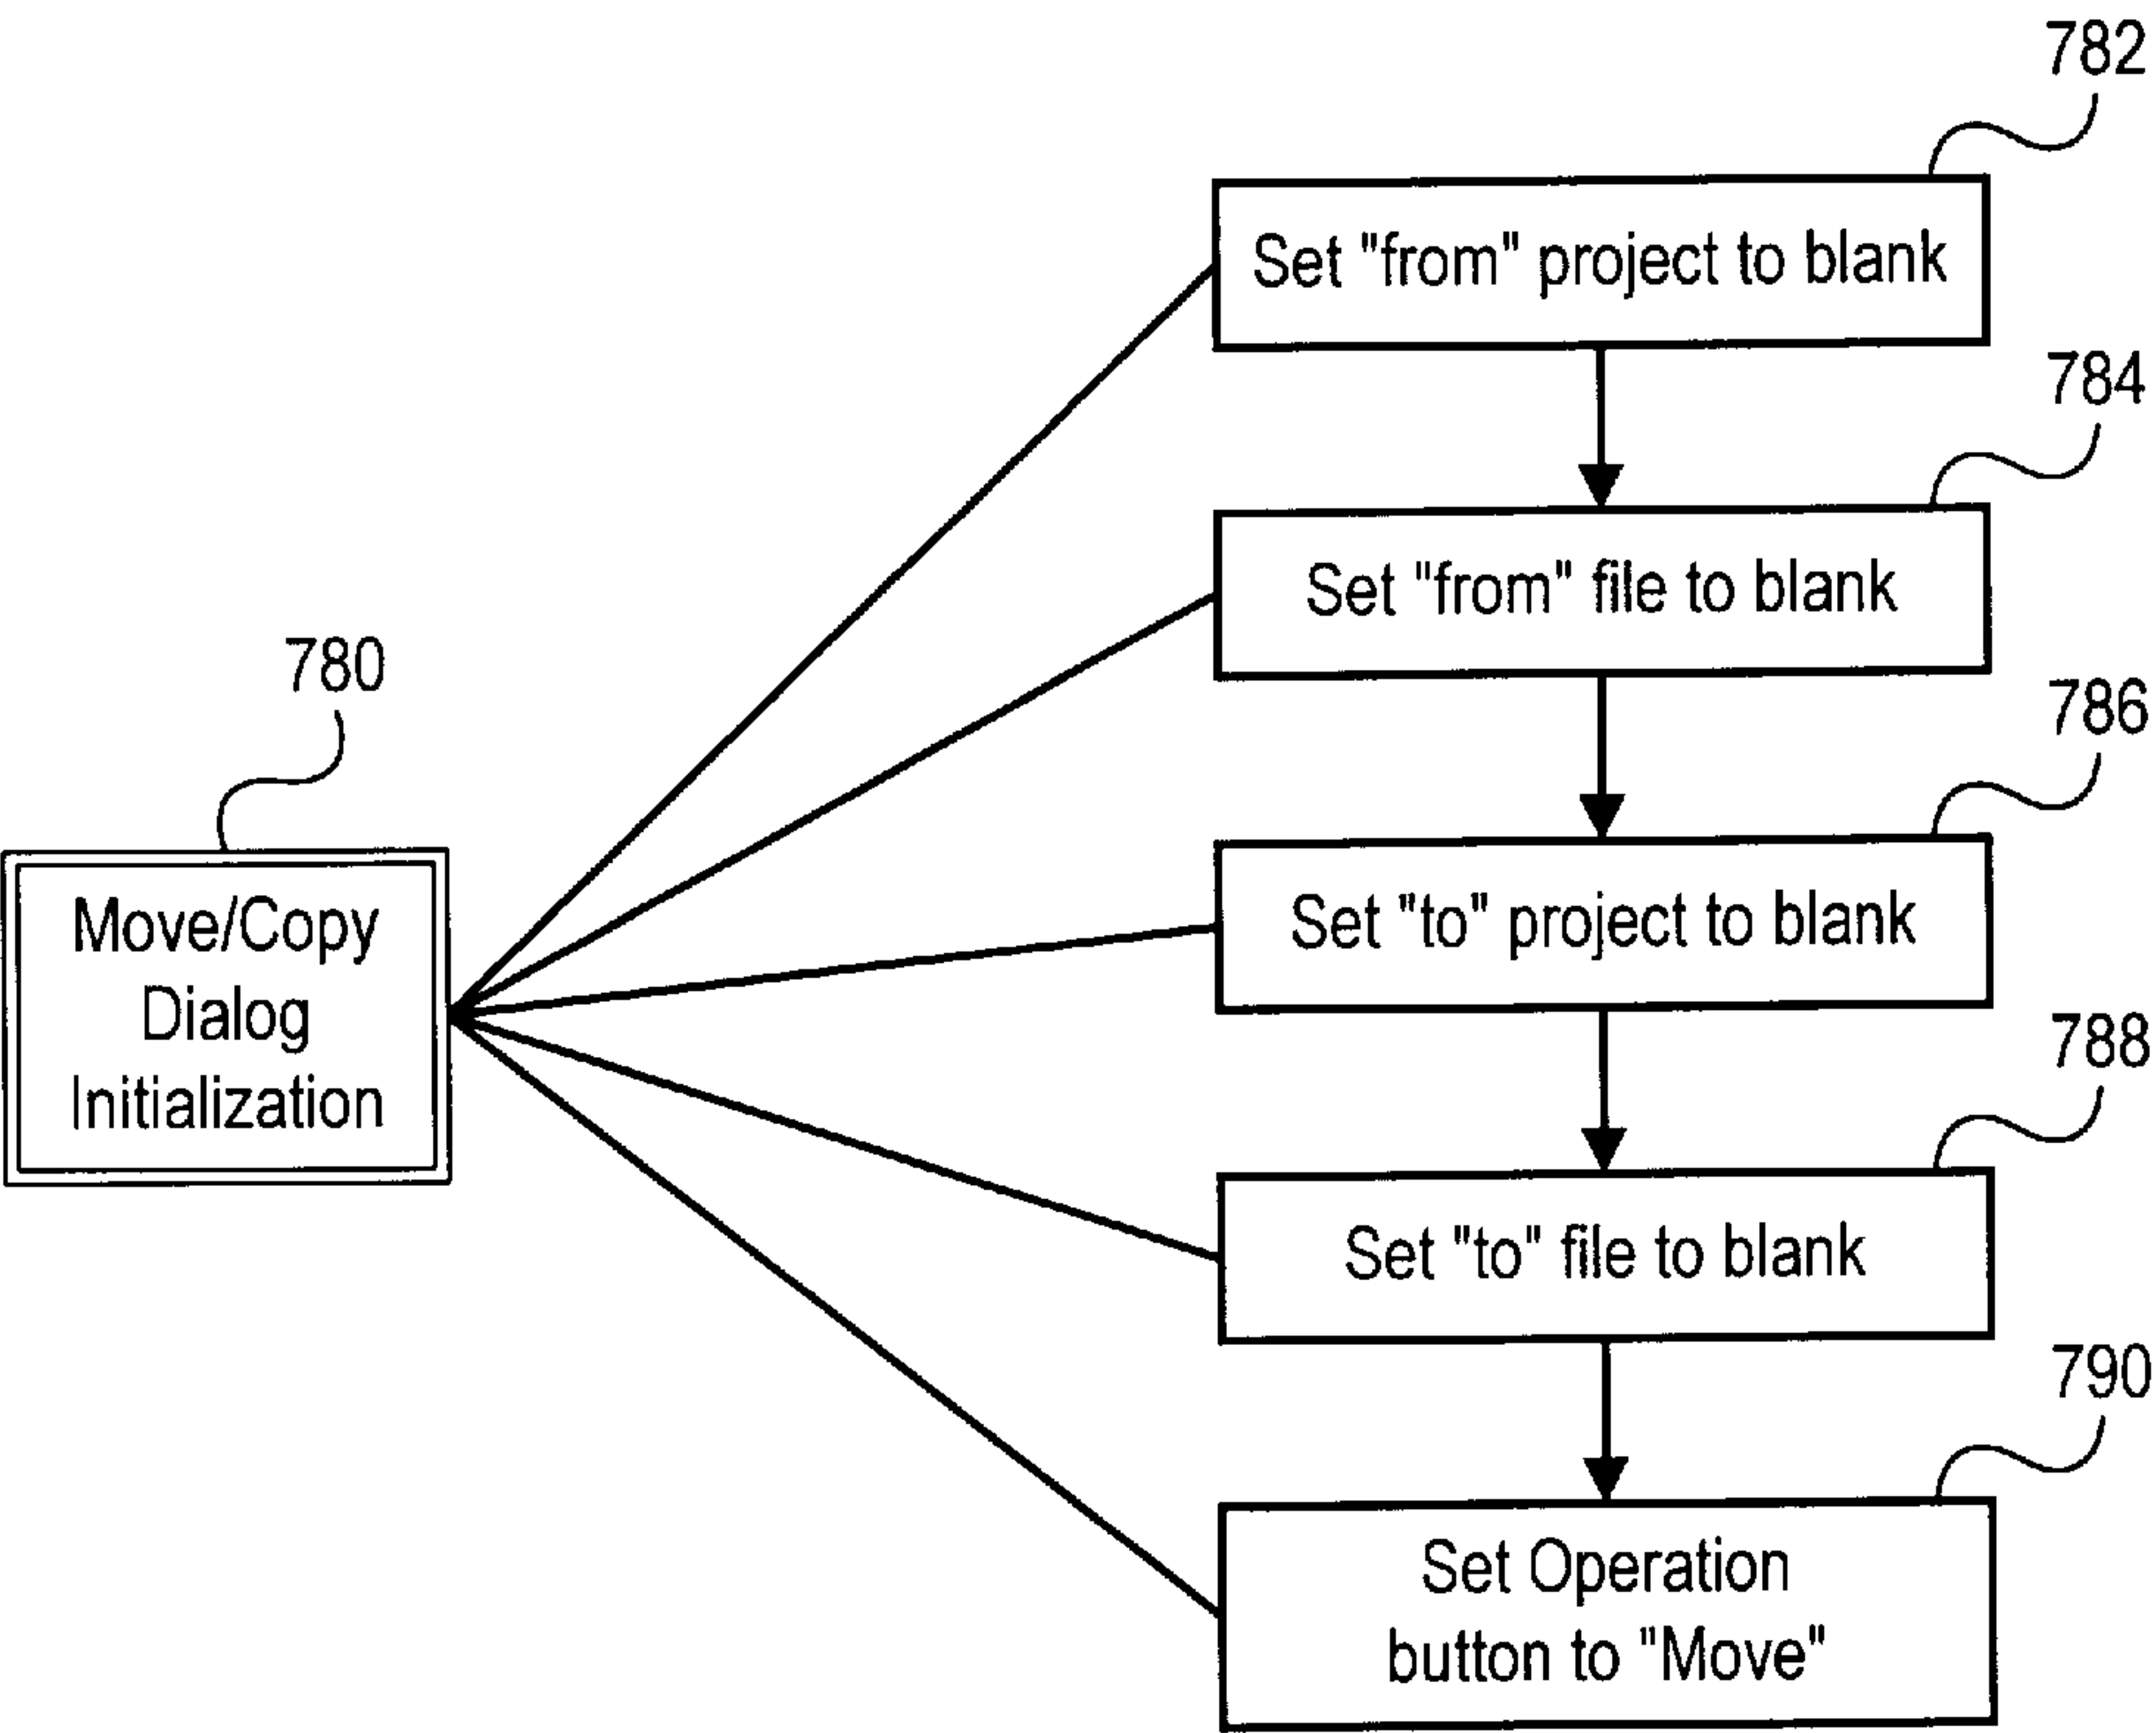 782
Set "from" project to blank
784
Set "from" file to blank
780
786
Move/Copy
Dialog
Initialization
Set "to" project to blank
788
Set "to" file to blank
790
Set Operation
button to "Move"